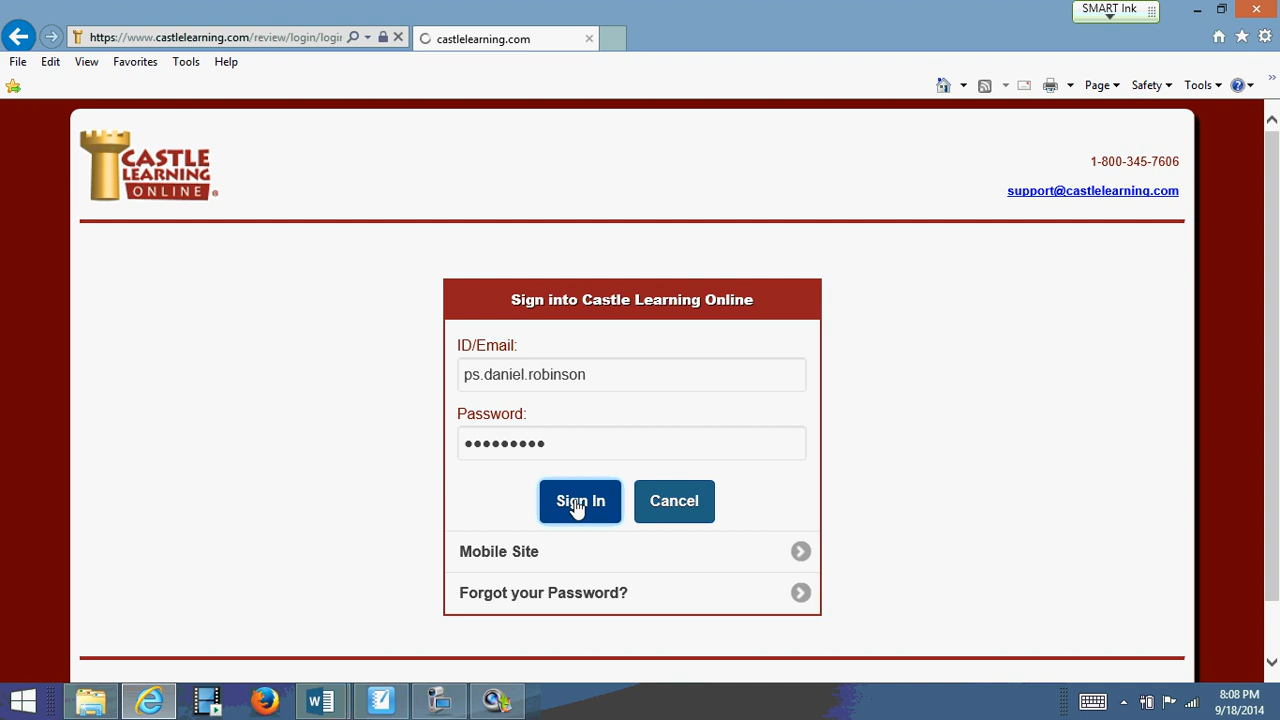 SMART Ink
https://www.castlelearning.com/review/login/login
castlelearning.com
File Edit View Favorites Tools Help
Page Safety Tools
CASTLE
LEARNING
ONLINE®
1-800-345-7606
support@castlelearning.com
Sign into Castle Learning Online
ID/Email:
ps.daniel.robinson
Password:
•••••••••
Sign In Cancel
Mobile Site
Forgot your Password?
8:08 PM
9/18/2014